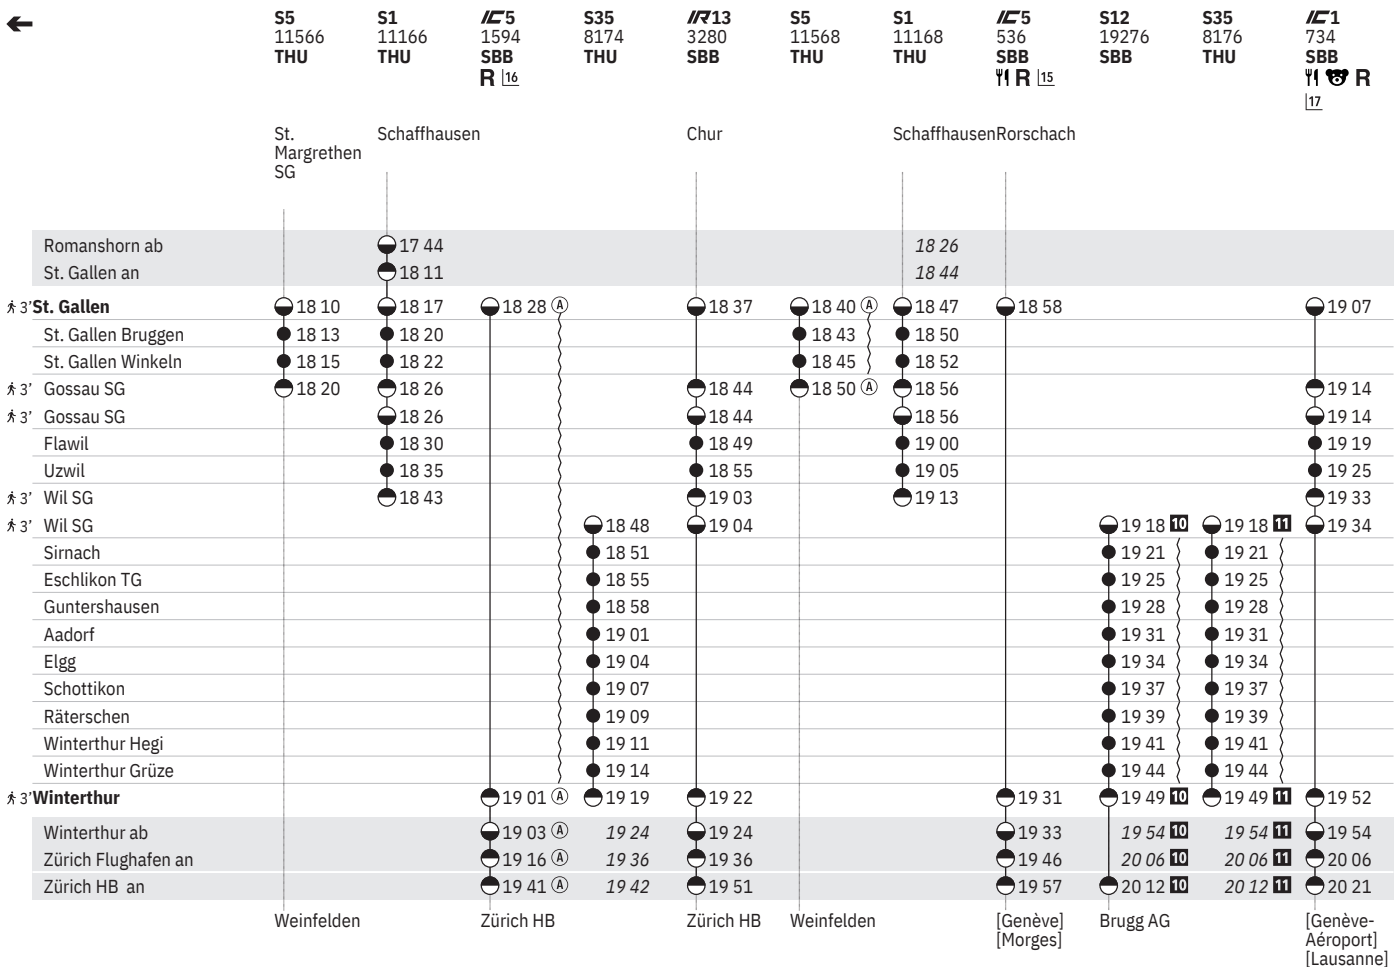 S5 S1 IC5 S35 IR13 S5 S1 IC5 S12 S35 IC1
11566 11166 1594 8174 3280 11568 11168 536 19276 8176 734
THU THU SBB THU SBB THU THU SBB SBB THU SBB
R 16 R 15 R
17
St. Schaffhausen Chur Schaffhausen Rorschach
Margrethen
SG
Romanshorn ab 17 44 18 26
St. Gallen an 18 11 18 44
3' St. Gallen 18 10 18 17 18 28 A 18 37 18 40 A 18 47 18 58 19 07
St. Gallen Bruggen 18 13 18 20 18 43 18 50
St. Gallen Winkeln 18 15 18 22 18 45 18 52
3' Gossau SG 18 20 18 26 18 44 18 50 A 18 56 19 14
3' Gossau SG 18 26 18 44 18 56 19 14
Flawil 18 30 18 49 19 00 19 19
Uzwil 18 35 18 55 19 05 19 25
3' Wil SG 18 43 19 03 19 13 19 33
3' Wil SG 18 48 19 04 19 18 10 19 18 11 19 34
Sirnach 18 51 19 21 19 21
Eschlikon TG 18 55 19 25 19 25
Guntershausen 18 58 19 28 19 28
Aadorf 19 01 19 31 19 31
Elgg 19 04 19 34 19 34
Schottikon 19 07 19 37 19 37
Räterschen 19 09 19 39 19 39
Winterthur Hegi 19 11 19 41 19 41
Winterthur Grüze 19 14 19 44 19 44
3' Winterthur 19 01 A 19 19 19 22 19 31 19 49 10 19 49 11 19 52
Winterthur ab 19 03 A 19 24 19 24 19 33 19 54 10 19 54 11 19 54
Zürich Flughafen an 19 16 A 19 36 19 36 19 46 20 06 10 20 06 11 20 06
Zürich HB an 19 41 A 19 42 19 51 19 57 20 12 10 20 12 11 20 21
Weinfelden Zürich HB Zürich HB Weinfelden [Genève] Brugg AG [Genève-
[Morges] Aéroport]
[Lausanne]